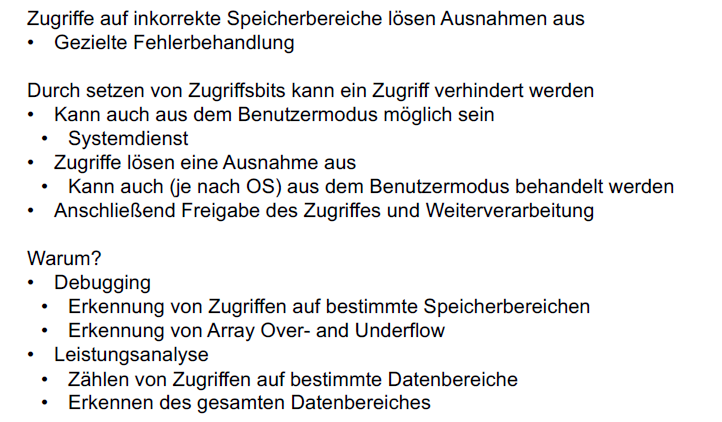 Zugriffe auf inkorrekte Speicherbereiche lösen Ausnahmen aus
• Gezielte Fehlerbehandlung
Durch setzen von Zugriffsbits kann ein Zugriff verhindert werden
• Kann auch aus dem Benutzermodus möglich sein
• Systemdienst
• Zugriffe lösen eine Ausnahme aus
• Kann auch (je nach OS) aus dem Benutzermodus behandelt werden
• Anschließend Freigabe des Zugriffes und Weiterverarbeitung
Warum?
• Debugging
• Erkennung von Zugriffen auf bestimmte Speicherbereichen
• Erkennung von Array Over- and Underflow
• Leistungsanalyse
• Zählen von Zugriffen auf bestimmte Datenbereiche
• Erkennen des gesamten Datenbereiches